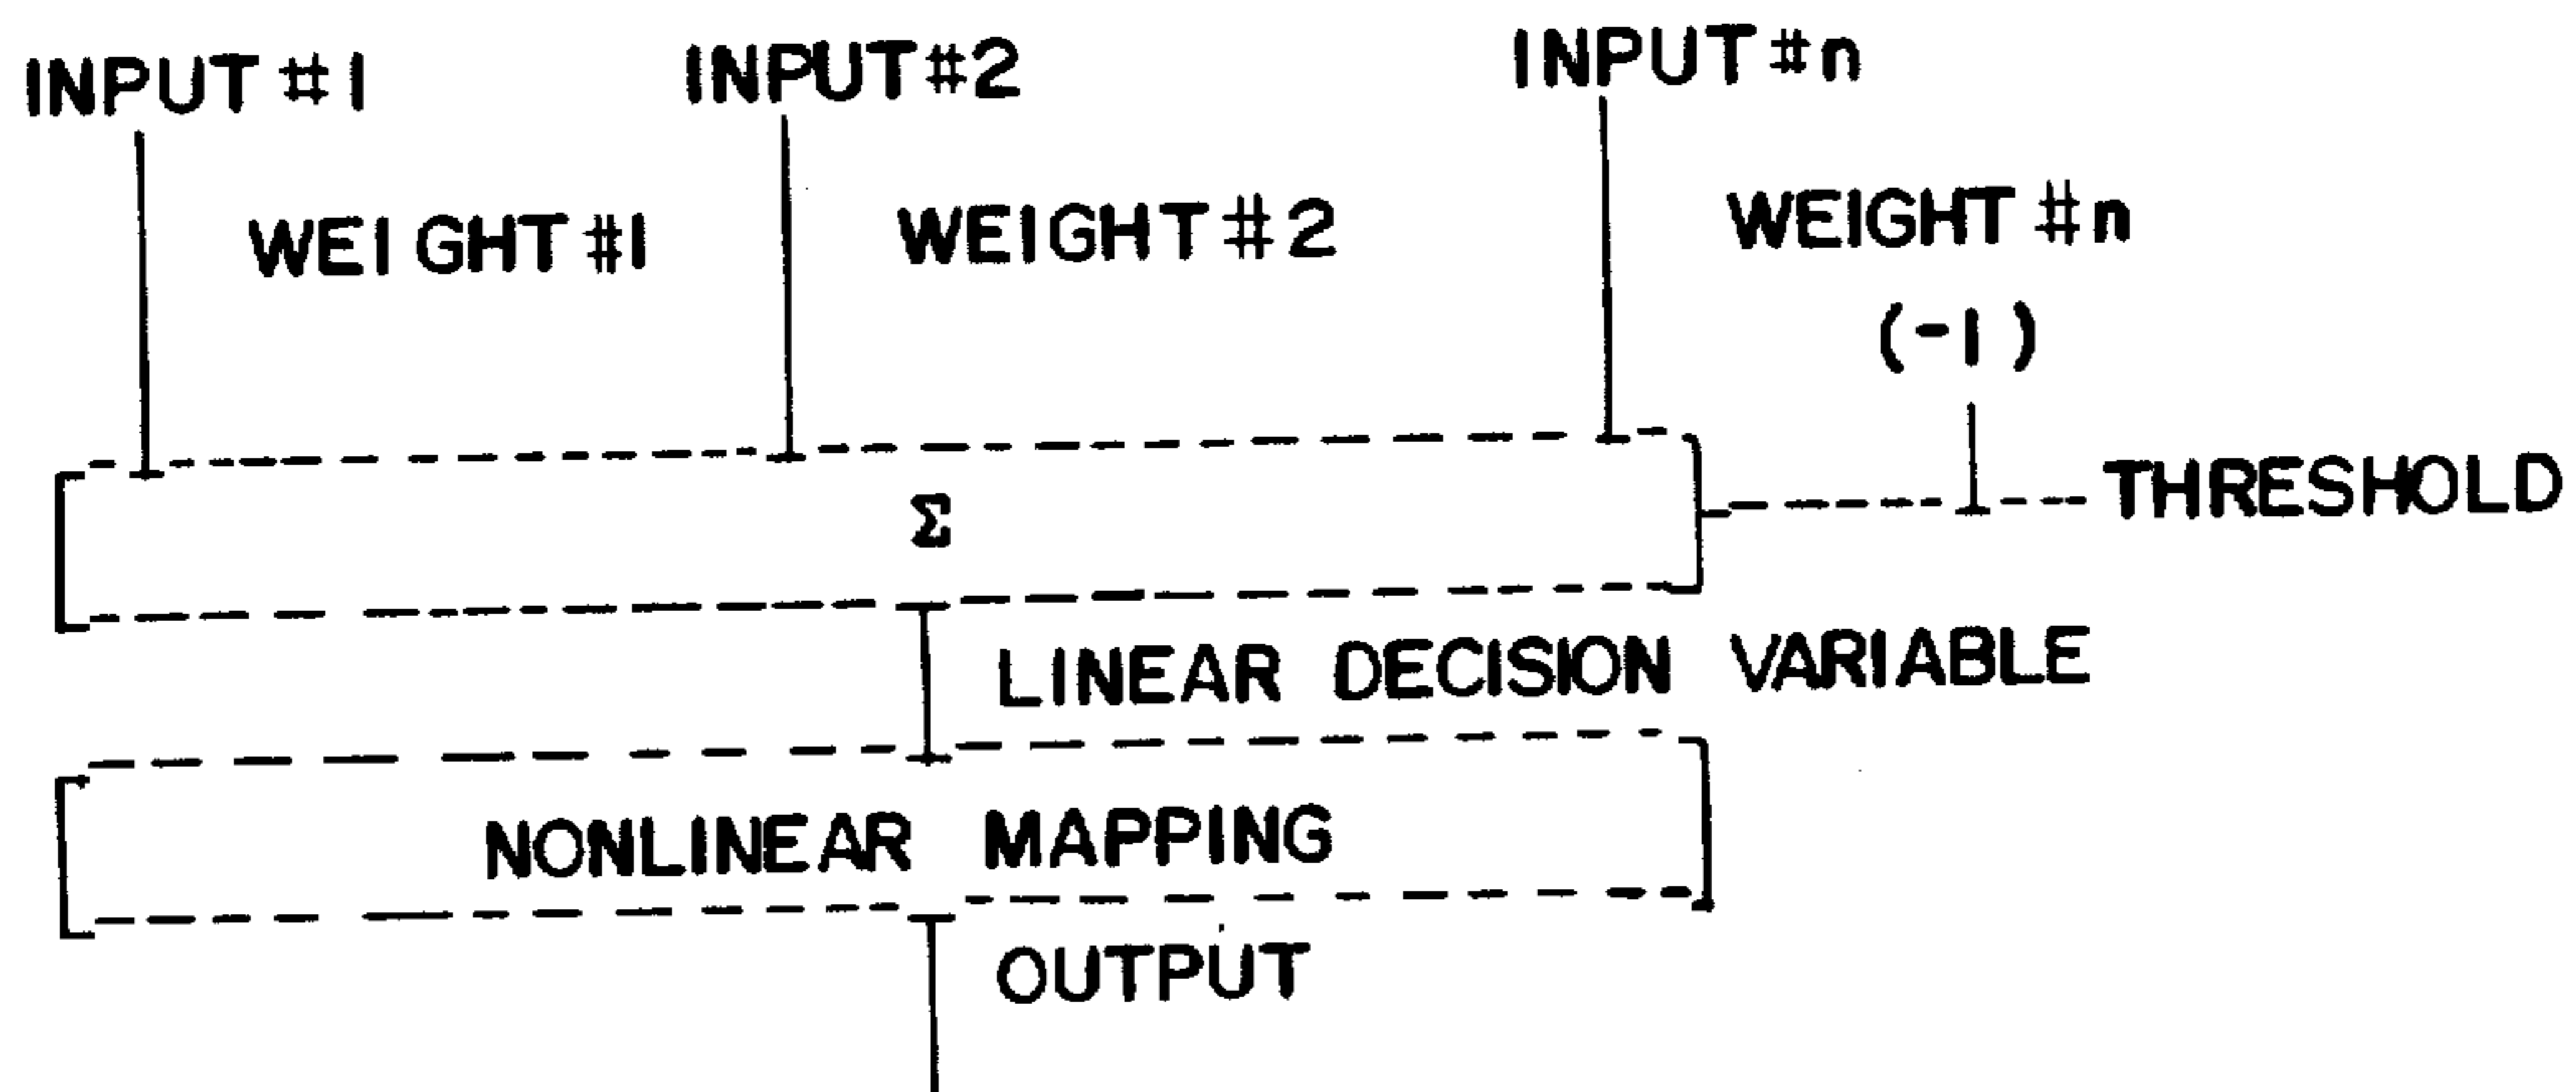 INPUT #1 INPUT #2 INPUT #n
WEIGHT #1 WEIGHT #2 WEIGHT #n
(-1)
Σ THRESHOLD
LINEAR DECISION VARIABLE
NONLINEAR MAPPING
OUTPUT